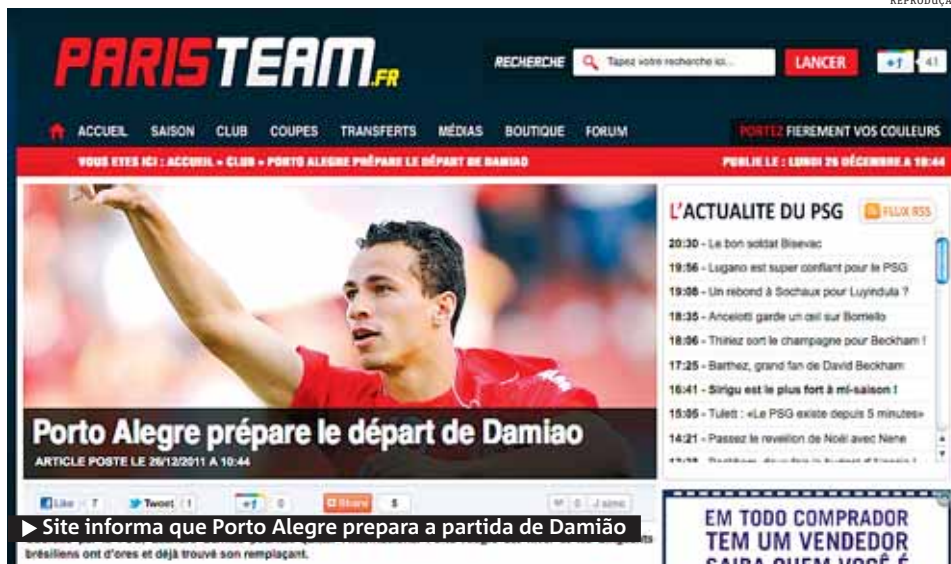 PARISTEAM.FR
RECHERCHE
Tapez votre recherche ici...
LANCER
+1 41
ACCUEIL SAISON CLUB COUPES TRANSFERTS MÉDIAS BOUTIQUE FORUM
PORTEZ FIEREMENT VOS COULEURS
VOUS ETES ICI : ACCUEIL » CLUB » PORTO ALEGRE PRÉPARE LE DÉPART DE DAMIAO
PUBLIE LE : LUNDI 26 DÉCEMBRE A 10:44
Porto Alegre prépare le départ de Damiao
ARTICLE POSTE LE 26/12/2011 A 10:44
Like 7 Tweet 1 +1 0 Share 5
▶ Site informa que Porto Alegre prepara a partida de Damião
brésiliens ont d'ores et déjà trouvé son remplaçant.
L'ACTUALITE DU PSG
FLUX RSS
20:30 - Le bon soldat Bisevac
19:56 - Lugano est super confiant pour le PSG
19:08 - Un rebond à Sochaux pour Luyindula ?
18:35 - Ancelotti garde un œil sur Borriello
18:06 - Thiriez sort le champagne pour Beckham !
17:25 - Barthez, grand fan de David Beckham
16:41 - Sirigu est le plus fort à mi-saison !
15:05 - Tulett : «Le PSG existe depuis 5 minutes»
14:21 - Passez le reveillon de Noël avec Nene
EM TODO COMPRADOR
TEM UM VENDEDOR
SAIBA QUEM VOCÊ É